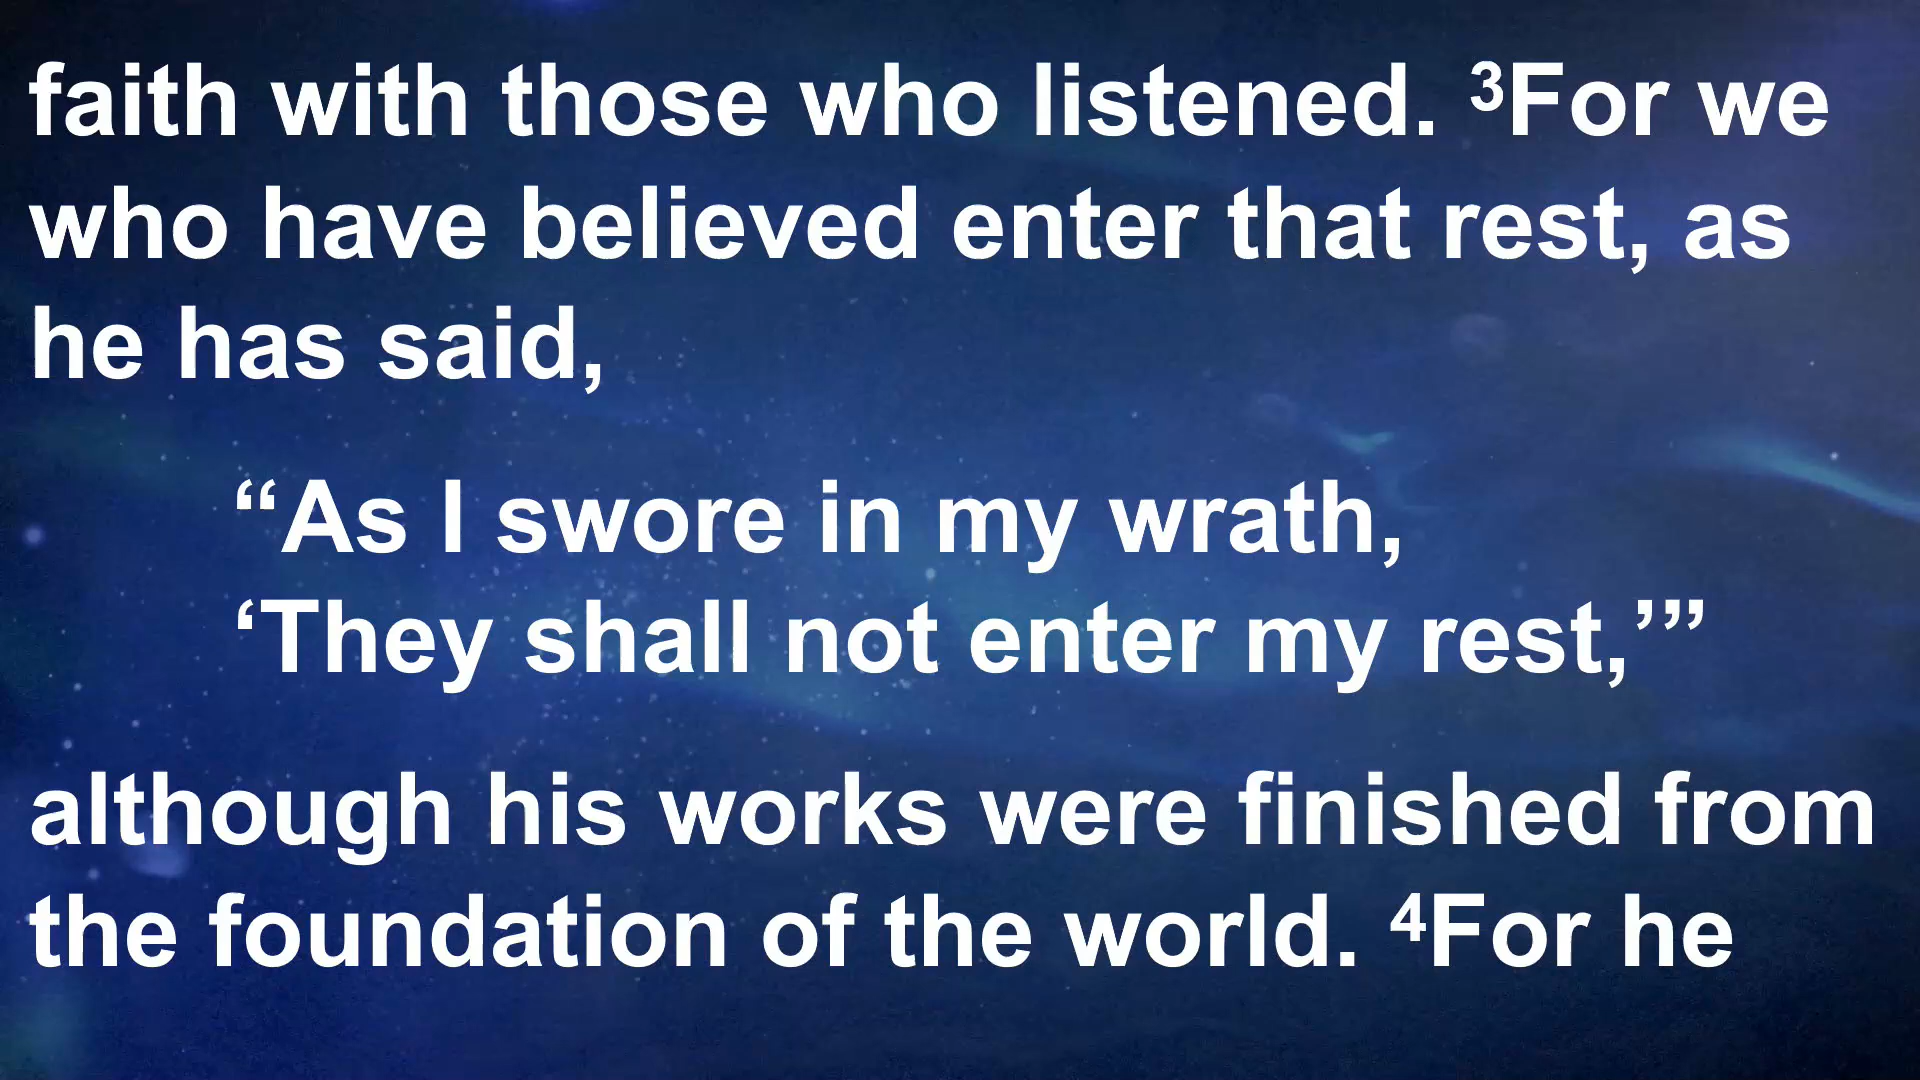 faith with those who listened. ³For we
who have believed enter that rest, as
he has said,
“As I swore in my wrath,
‘They shall not enter my rest,’”
although his works were finished from
the foundation of the world. ⁴For he